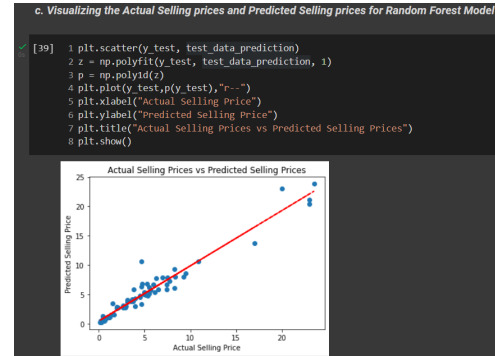 c. Visualizing the Actual Selling prices and Predicted Selling prices for Random Forest Model
[39] 1 plt.scatter(y_test, test_data_prediction)
2 z = np.polyfit(y_test, test_data_prediction, 1)
3 p = np.poly1d(z)
4 plt.plot(y_test,p(y_test),"r--")
5 plt.xlabel("Actual Selling Price")
6 plt.ylabel("Predicted Selling Price")
7 plt.title("Actual Selling Prices vs Predicted Selling Prices")
8 plt.show()
Actual Selling Prices vs Predicted Selling Prices
25
20
15
10
5
0
Predicted Selling Price
0 5 10 15 20
Actual Selling Price